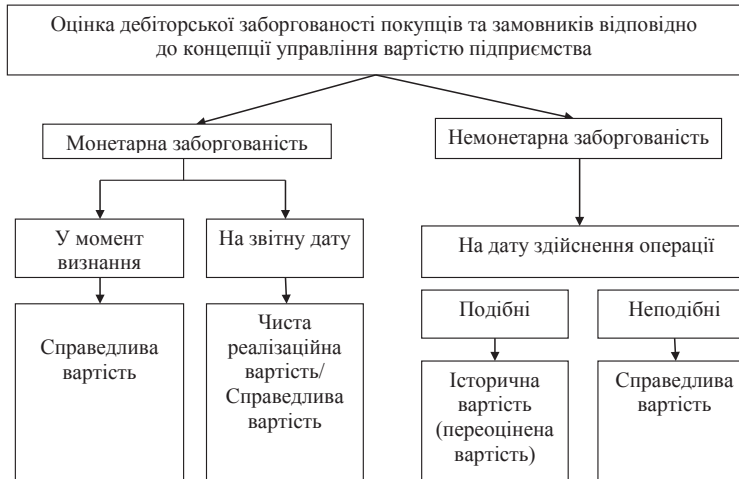 Оцінка дебіторської заборгованості покупців та замовників відповідно
до концепції управління вартістю підприємства
Монетарна заборгованість
Немонетарна заборгованість
У момент
визнання
На звітну дату
На дату здійснення операції
Подібні
Неподібні
Справедлива
вартість
Чиста
реалізаційна
вартість/
Справедлива
вартість
Історична
вартість
(переоцінена
вартість)
Справедлива
вартість